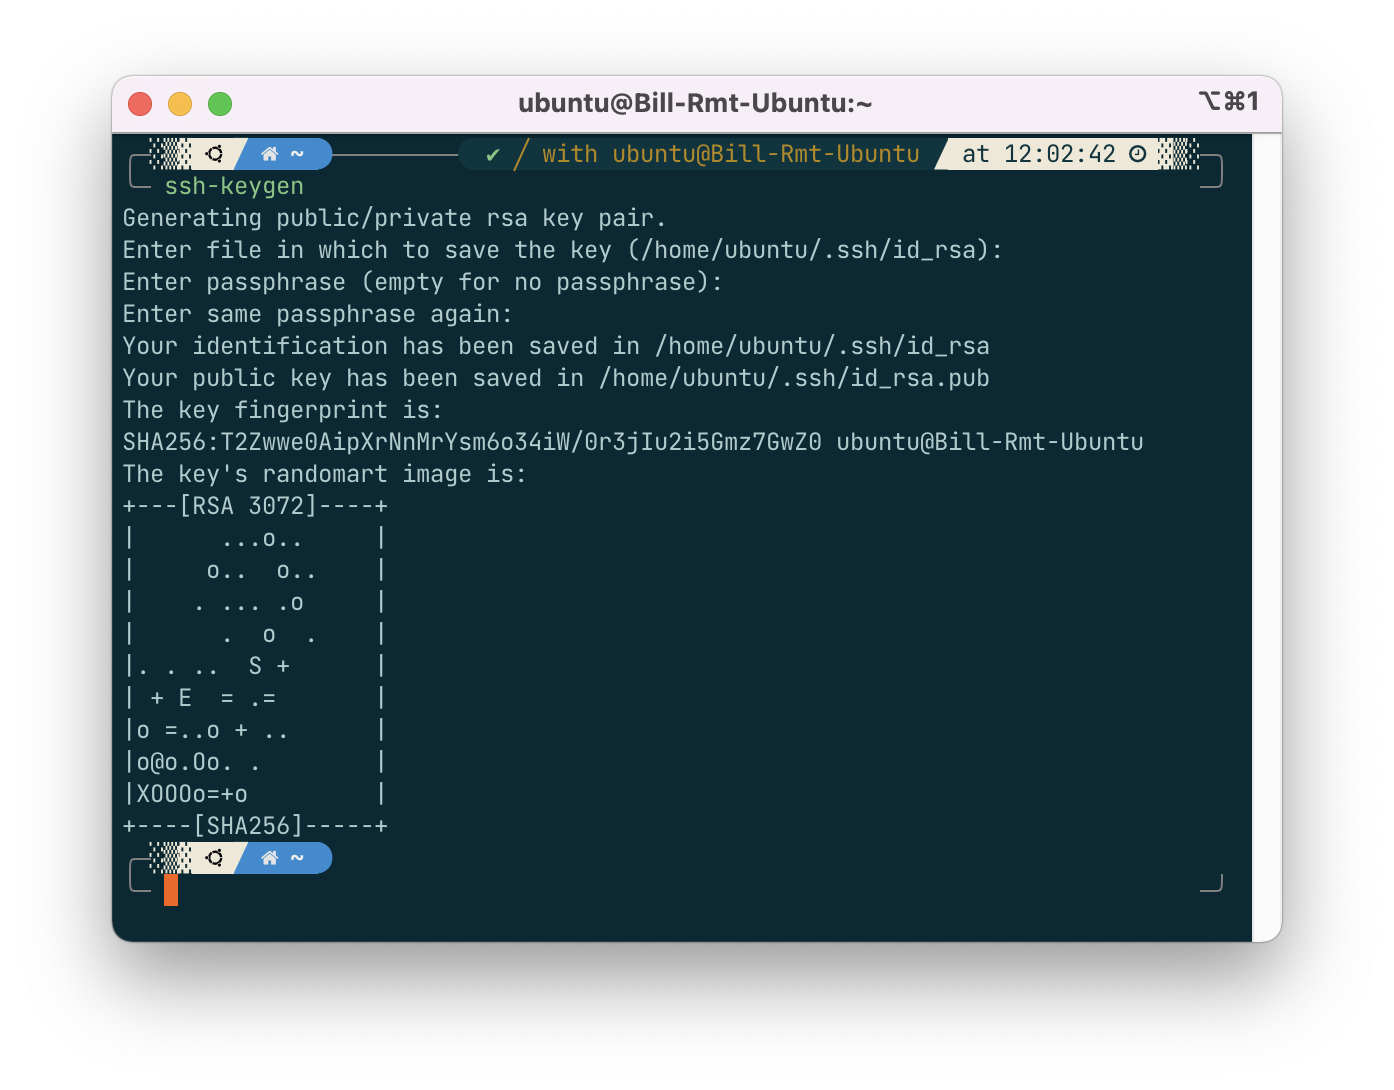 ubuntu@Bill-Rmt-Ubuntu:~ ⌥⌘1
~ ✔ with ubuntu@Bill-Rmt-Ubuntu at 12:02:42
ssh-keygen
Generating public/private rsa key pair.
Enter file in which to save the key (/home/ubuntu/.ssh/id_rsa):
Enter passphrase (empty for no passphrase):
Enter same passphrase again:
Your identification has been saved in /home/ubuntu/.ssh/id_rsa
Your public key has been saved in /home/ubuntu/.ssh/id_rsa.pub
The key fingerprint is:
SHA256:T2Zwwe0AipXrNnMrYsm6o34iW/0r3jIu2i5Gmz7GwZ0 ubuntu@Bill-Rmt-Ubuntu
The key's randomart image is:
+---[RSA 3072]----+
|      ...o..     |
|     o..  o..    |
|    . ... .o     |
|      .  o  .    |
|. . ..  S +      |
| + E  = .=       |
|o =..o + ..      |
|o@o.Oo. .        |
|XOOOo=+o         |
+----[SHA256]-----+
~